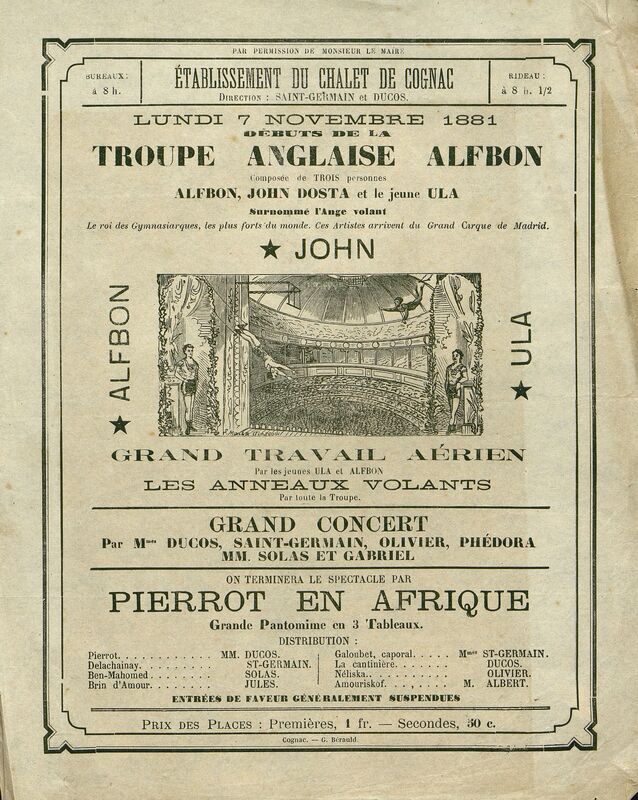 PAR PERMISSION DE MONSIEUR LE MAIRE
BUREAUX :
à 8 h.
ÉTABLISSEMENT DU CHALET DE COGNAC
DIRECTION : SAINT-GERMAIN et DUCOS.
RIDEAU :
à 8 h. 1/2
LUNDI 7 NOVEMBRE 1881
DÉBUTS DE LA
TROUPE ANGLAISE ALFBON
Composée de TROIS personnes
ALFBON, JOHN DOSTA et le jeune ULA
Surnommé l'Ange volant
Le roi des Gymnasiarques, les plus forts du monde. Ces Artistes arrivent du Grand Cirque de Madrid.
★ JOHN
★ ALFBON
ULA ★
GRAND TRAVAIL AÉRIEN
Par les jeunes ULA et ALFBON
LES ANNEAUX VOLANTS
Par toute la Troupe.
GRAND CONCERT
Par Mmes DUCOS, SAINT-GERMAIN, OLIVIER, PHÉDORA
MM. SOLAS ET GABRIEL
ON TERMINERA LE SPECTACLE PAR
PIERROT EN AFRIQUE
Grande Pantomime en 3 Tableaux.
DISTRIBUTION :
Pierrot. . . . . . . . . . . . MM. DUCOS.
Delachainay. . . . . . . . . . ST-GERMAIN.
Ben-Mahomed . . . . . . . . . SOLAS.
Brin d'Amour. . . . . . . . . JULES.
Galoubet, caporal. . . . . Mmes ST-GERMAIN.
La cantinière. . . . . . . DUCOS.
Néliska. . . . . . . . . . OLIVIER.
Amouriskof. . . . . . . . M. ALBERT.
ENTRÉES DE FAVEUR GÉNÉRALEMENT SUSPENDUES
PRIX DES PLACES : Premières, 1 fr. — Secondes, 50 c.
Cognac. — G. Bérauld.